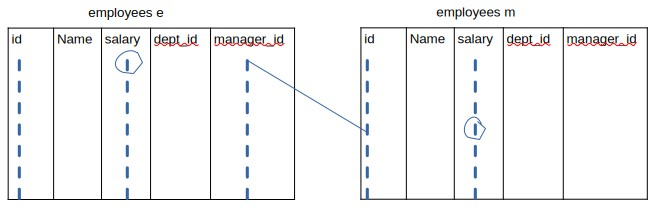 employees e
id Name salary dept_id manager_id
employees m
id Name salary dept_id manager_id